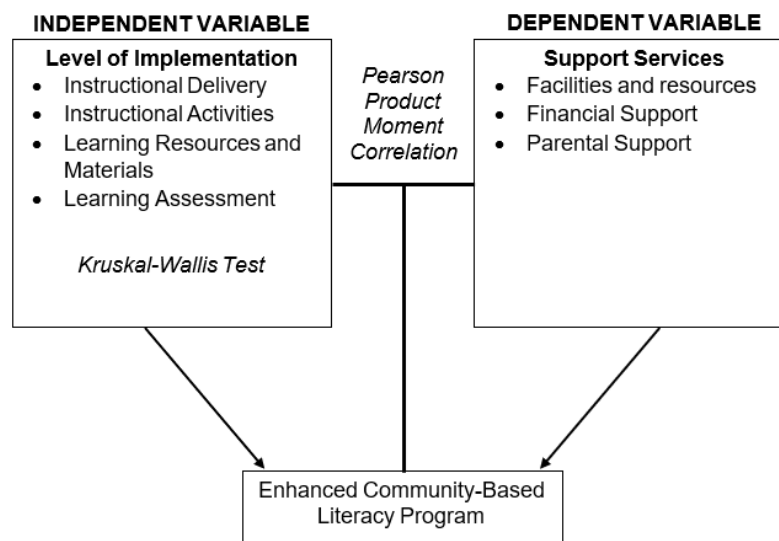 INDEPENDENT VARIABLE
Level of Implementation
• Instructional Delivery
• Instructional Activities
• Learning Resources and
Materials
• Learning Assessment
Kruskal-Wallis Test
Pearson
Product
Moment
Correlation
DEPENDENT VARIABLE
Support Services
• Facilities and resources
• Financial Support
• Parental Support
Enhanced Community-Based
Literacy Program